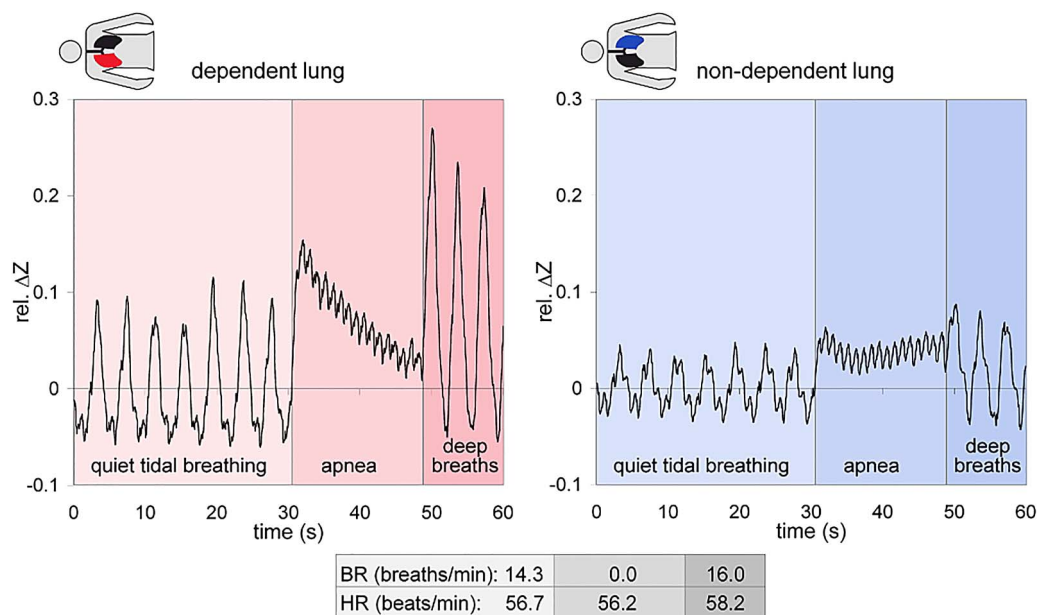 dependent lung
0.3
0.2
0.1
0
-0.1
rel. ΔZ
quiet tidal breathing
apnea
deep
breaths
0 10 20 30 40 50 60
time (s)
non-dependent lung
0.3
0.2
0.1
0
-0.1
rel. ΔZ
quiet tidal breathing
apnea
deep
breaths
0 10 20 30 40 50 60
time (s)
BR (breaths/min): 14.3 0.0 16.0
HR (beats/min): 56.7 56.2 58.2